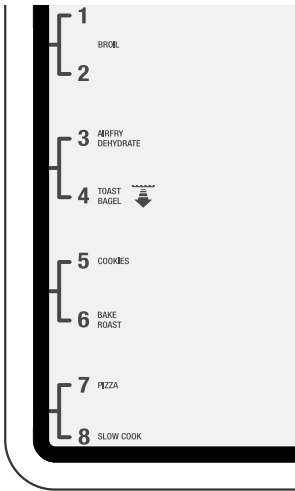 1
BROIL
2
3 AIRFRY
DEHYDRATE
4 TOAST
BAGEL
5 COOKIES
6 BAKE
ROAST
7 PIZZA
8 SLOW COOK